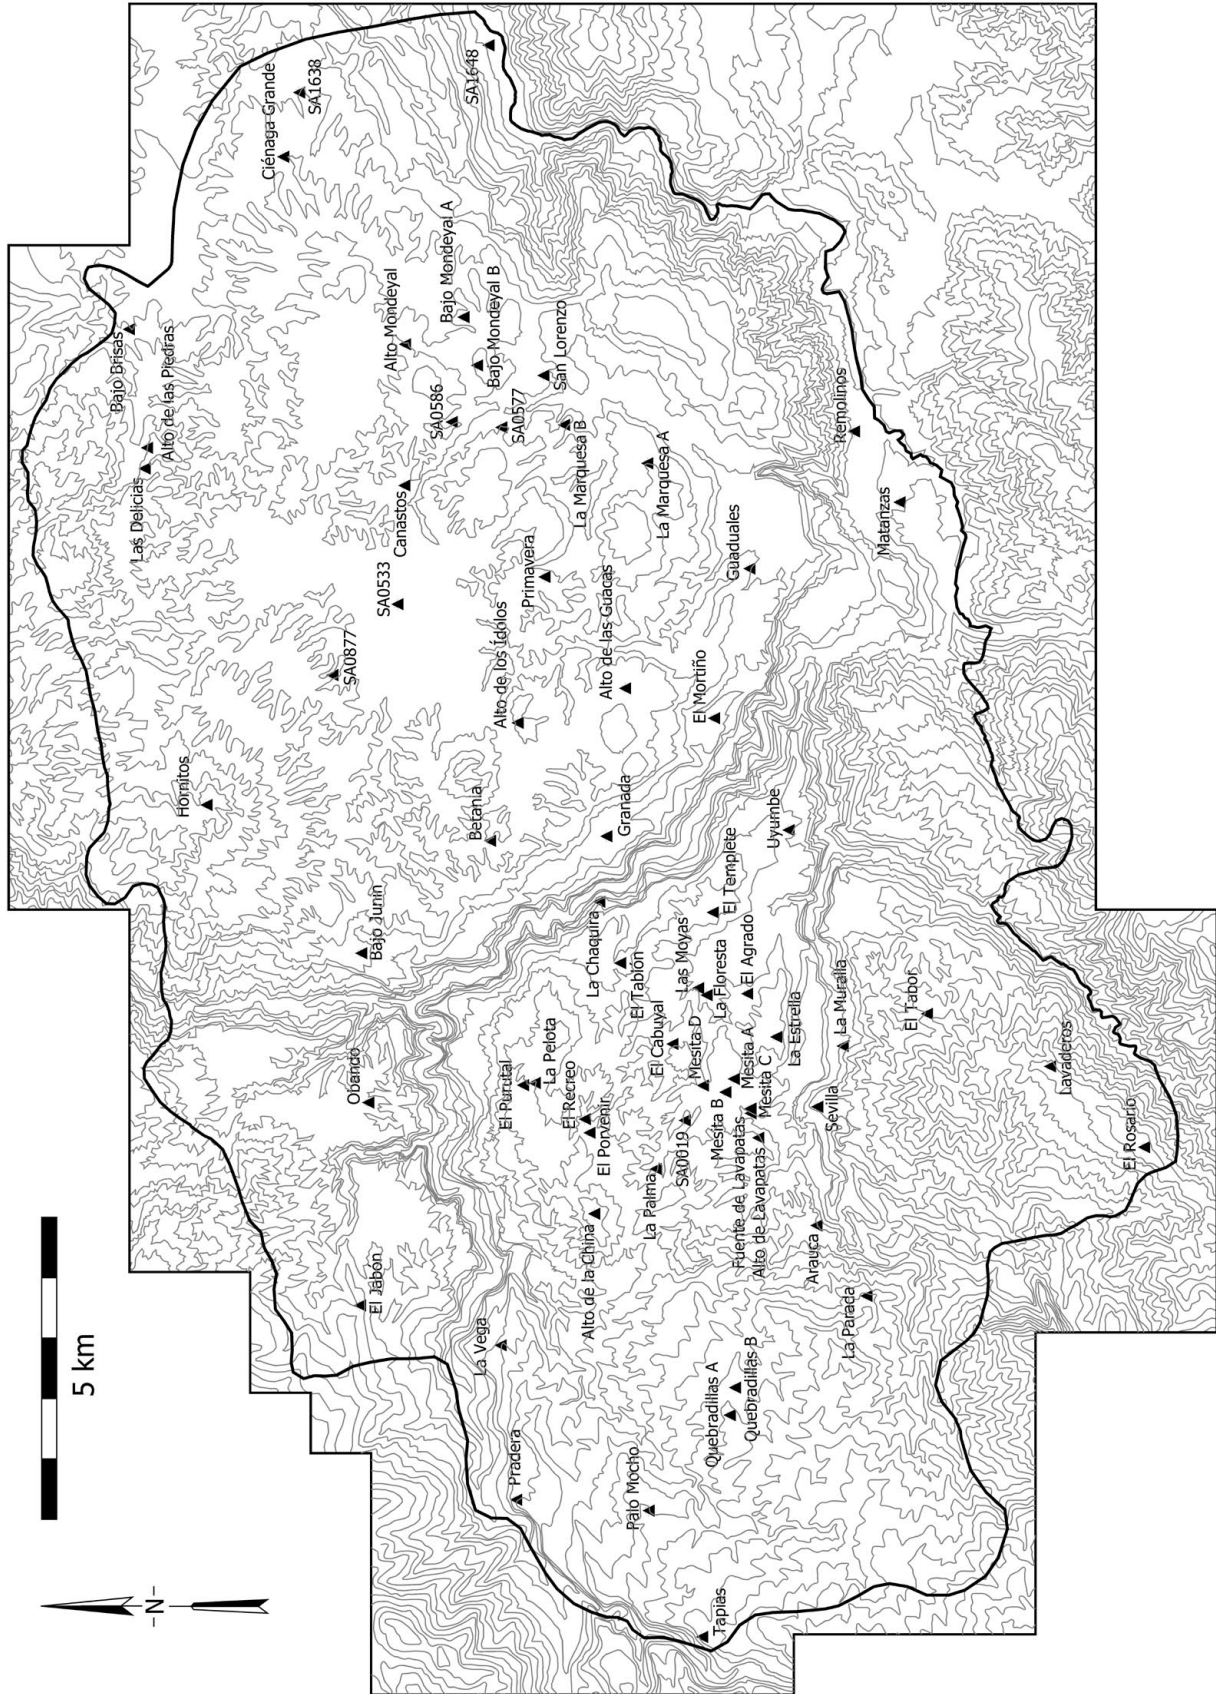 5 km
-N-
Ciénaga Grande
SA1638
SA1648
Bajo Brisas
Alto de las Piedras
Las Delicias
Alto Mondeyal
Bajo Mondeyal A
Bajo Mondeyal B
SA0586
SA0577
San Lorenzo
Canastos
La Marquesa B
La Marquesa A
SA0533
SA0877
Primavera
Alto de los Ídolos
Alto de las Guacas
Guaduales
El Mortiño
Remolinos
Matanzas
Hornitos
Betania
Granada
Bajo Junin
Uyumbe
La Chaquira
El Templete
El Tablón
Las Moyas
La Floresta
El Agrado
Obando
El Purutal
La Pelota
El Cabuyal
Mesita D
Mesita A
La Estrella
La Muralla
El Tabor
El Recreo
El Porvenir
SA0019
Mesita B
Mesita C
Fuente de Lavapatas
Alto de Lavapatas
Sevilla
Lavaderos
La Palma
Alto de la China
El Rosario
Arauca
El Jabón
La Parada
La Vega
Quebradillas A
Quebradillas B
Pradera
Palo Mocho
Tapias